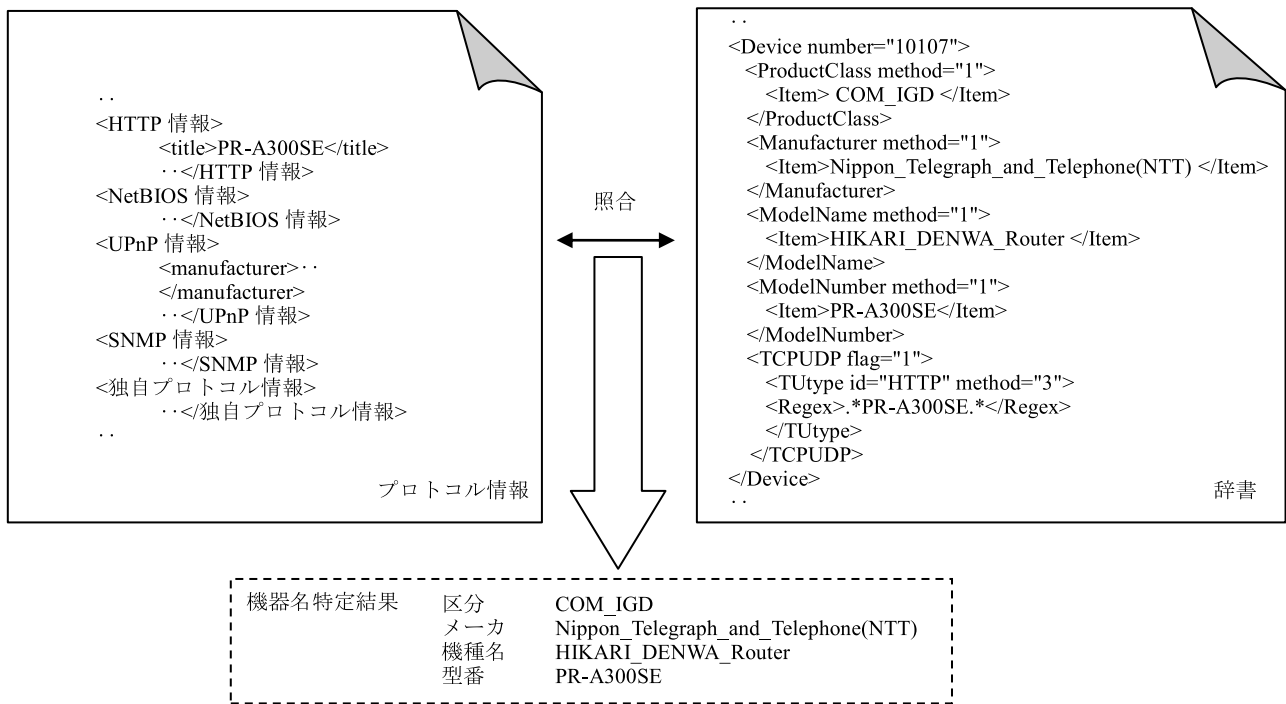 ‥
<HTTP 情報>
<title>PR-A300SE</title>
‥</HTTP 情報>
<NetBIOS 情報>
‥</NetBIOS 情報>
<UPnP 情報>
<manufacturer>‥
</manufacturer>
‥</UPnP 情報>
<SNMP 情報>
‥</SNMP 情報>
<独自プロトコル情報>
‥</独自プロトコル情報>
‥
プロトコル情報
照合
‥
<Device number="10107">
<ProductClass method="1">
<Item> COM_IGD </Item>
</ProductClass>
<Manufacturer method="1">
<Item>Nippon_Telegraph_and_Telephone(NTT) </Item>
</Manufacturer>
<ModelName method="1">
<Item>HIKARI_DENWA_Router </Item>
</ModelName>
<ModelNumber method="1">
<Item>PR-A300SE</Item>
</ModelNumber>
<TCPUDP flag="1">
<TUtype id="HTTP" method="3">
<Regex>.*PR-A300SE.*</Regex>
</TUtype>
</TCPUDP>
</Device>
‥
辞書
機器名特定結果 区分 COM_IGD
メーカ Nippon_Telegraph_and_Telephone(NTT)
機種名 HIKARI_DENWA_Router
型番 PR-A300SE